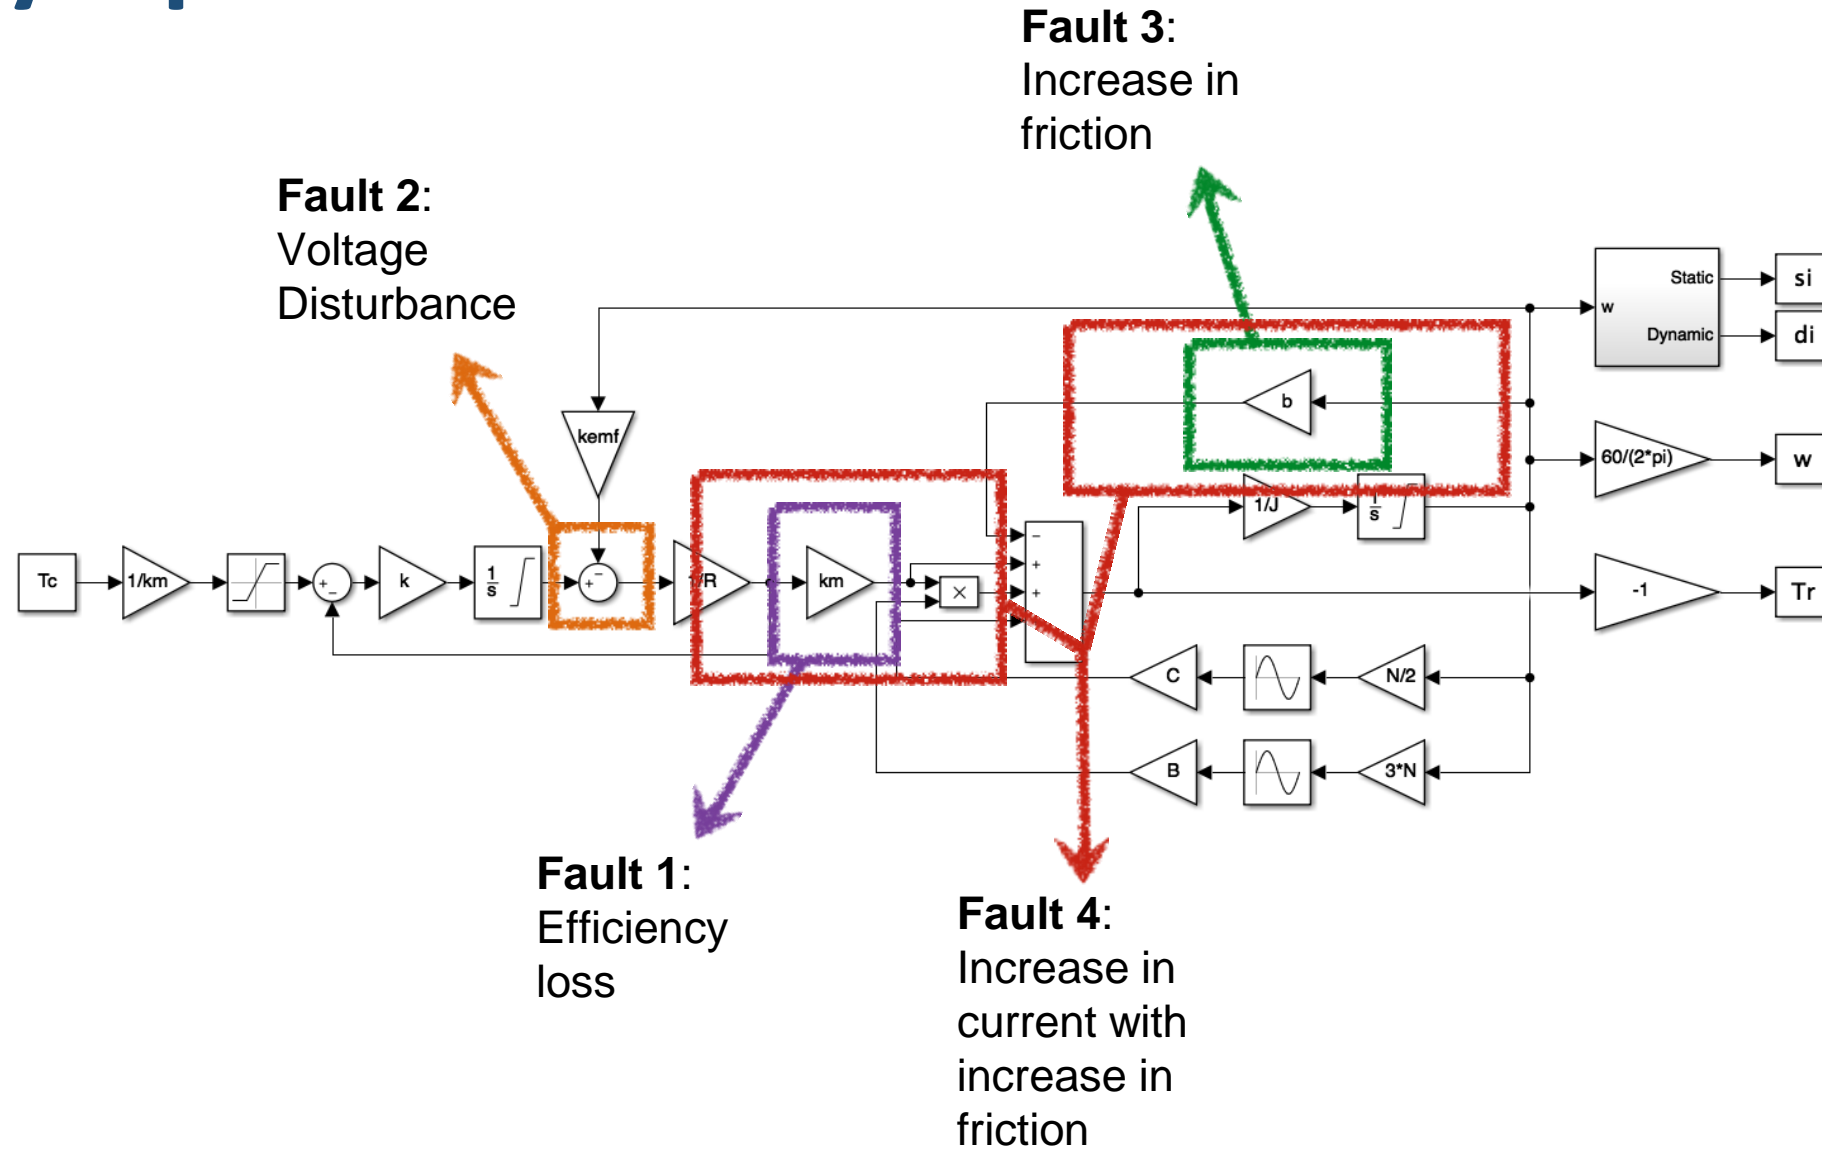 Fault 3:
Increase in
friction
Fault 2:
Voltage
Disturbance
Static
si
w
Dynamic
di
b
kemf
60/(2*pi)
w
1/J
1
s
+
-
Tc
1/km
+
-
k
1
s
+
-
1/R
km
×
-
+
+
-1
Tr
C
N/2
B
3*N
Fault 1:
Efficiency
loss
Fault 4:
Increase in
current with
increase in
friction